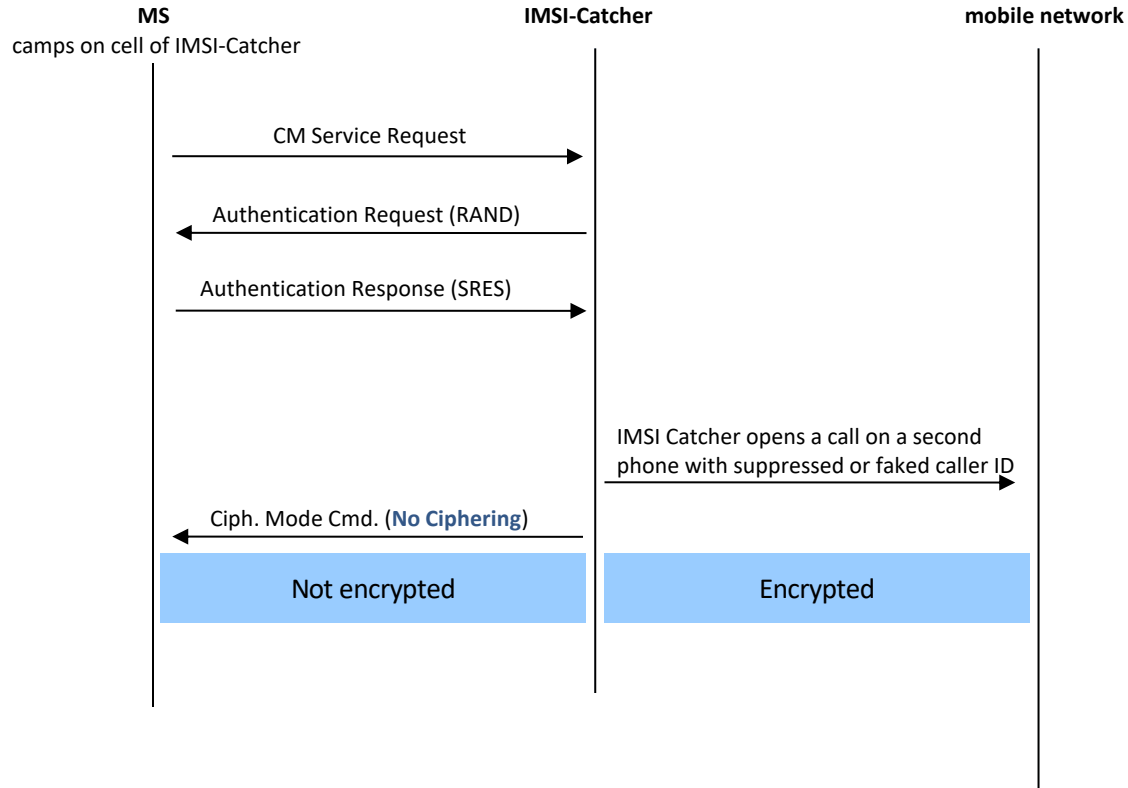 MS
camps on cell of IMSI-Catcher
IMSI-Catcher
mobile network
CM Service Request
Authentication Request (RAND)
Authentication Response (SRES)
IMSI Catcher opens a call on a second
phone with suppressed or faked caller ID
Ciph. Mode Cmd. (No Ciphering)
Not encrypted
Encrypted